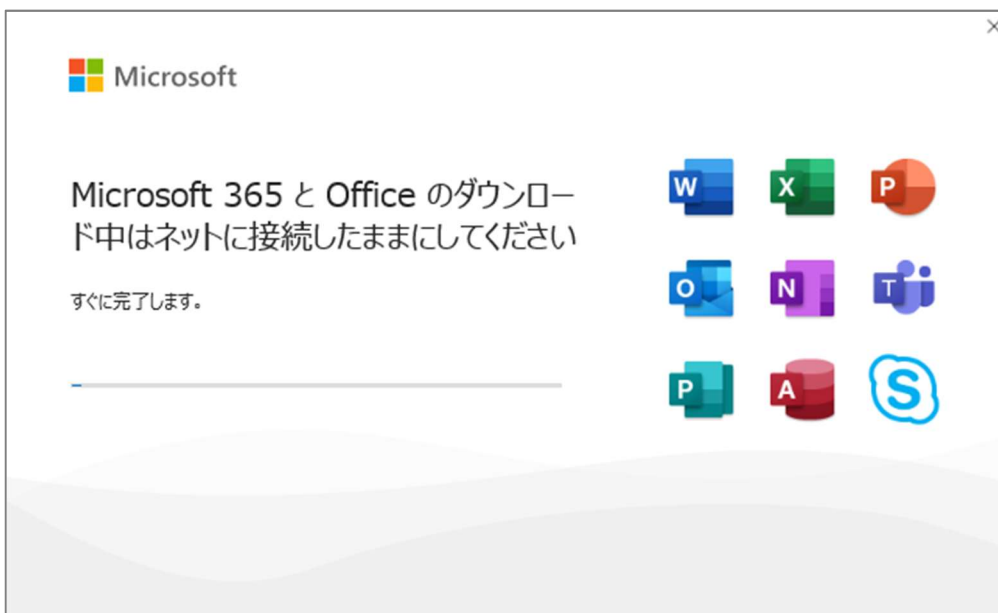 Microsoft
Microsoft 365 と Office のダウンロー
ド中はネットに接続したままにしてください
すぐに完了します。
W
X
P
O
N
T
P
A
S